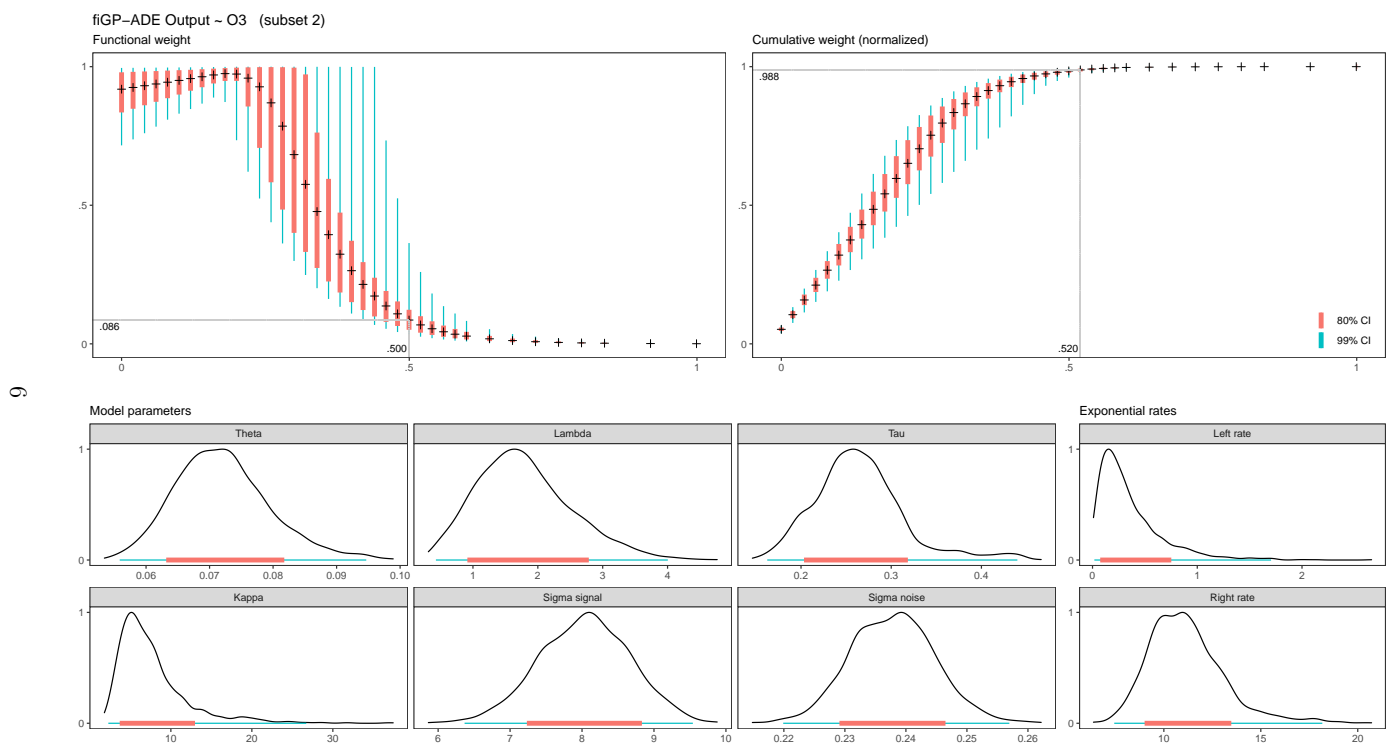 fiGP−ADE Output ~ O3 (subset 2)
Functional weight
Cumulative weight (normalized)
1
.5
0
.086
.500
0
.5
1
1
.5
0
.988
.520
80% CI
99% CI
0
.5
1
9
Model parameters
Exponential rates
Theta
Lambda
Tau
Left rate
1
0
0.06 0.07 0.08 0.09 0.10
1 2 3 4
0.2 0.3 0.4
1
0
0 1 2
Kappa
Sigma signal
Sigma noise
Right rate
1
0
10 20 30
6 7 8 9 10
0.22 0.23 0.24 0.25 0.26
1
0
10 15 20